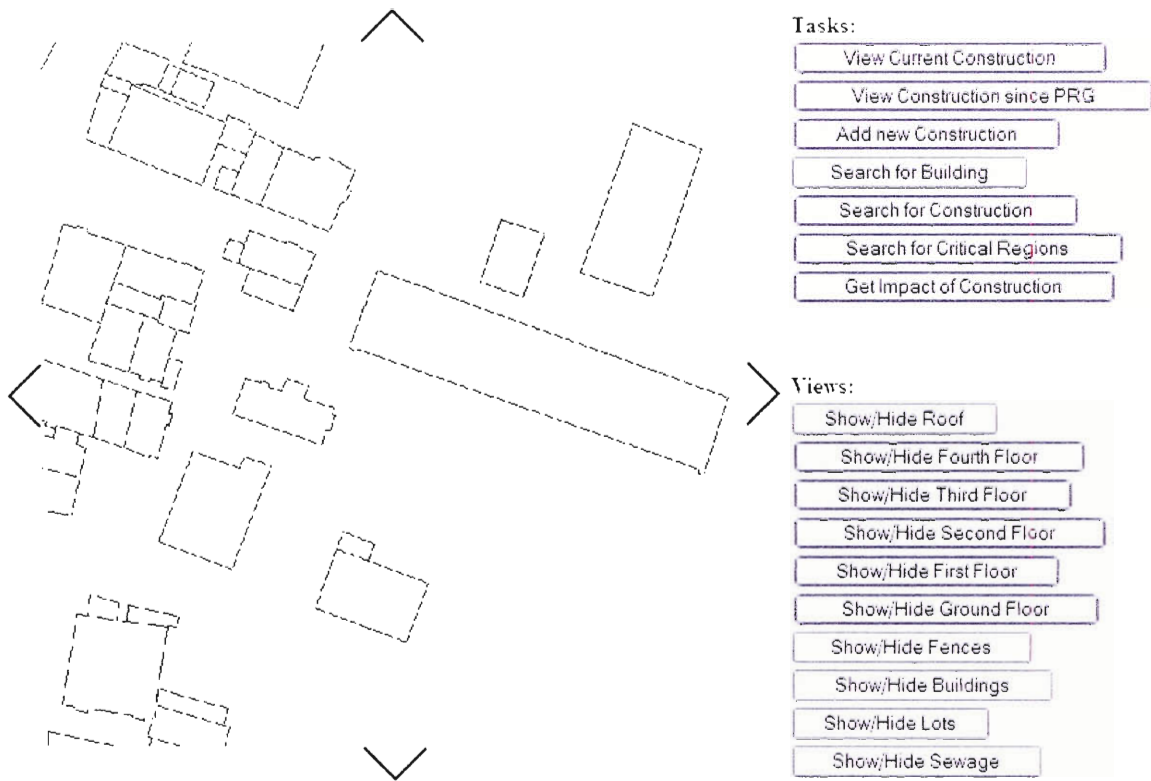 Tasks:
View Current Construction
View Construction since PRG
Add new Construction
Search for Building
Search for Construction
Search for Critical Regions
Get Impact of Construction
Views:
Show/Hide Roof
Show/Hide Fourth Floor
Show/Hide Third Floor
Show/Hide Second Floor
Show/Hide First Floor
Show/Hide Ground Floor
Show/Hide Fences
Show/Hide Buildings
Show/Hide Lots
Show/Hide Sewage